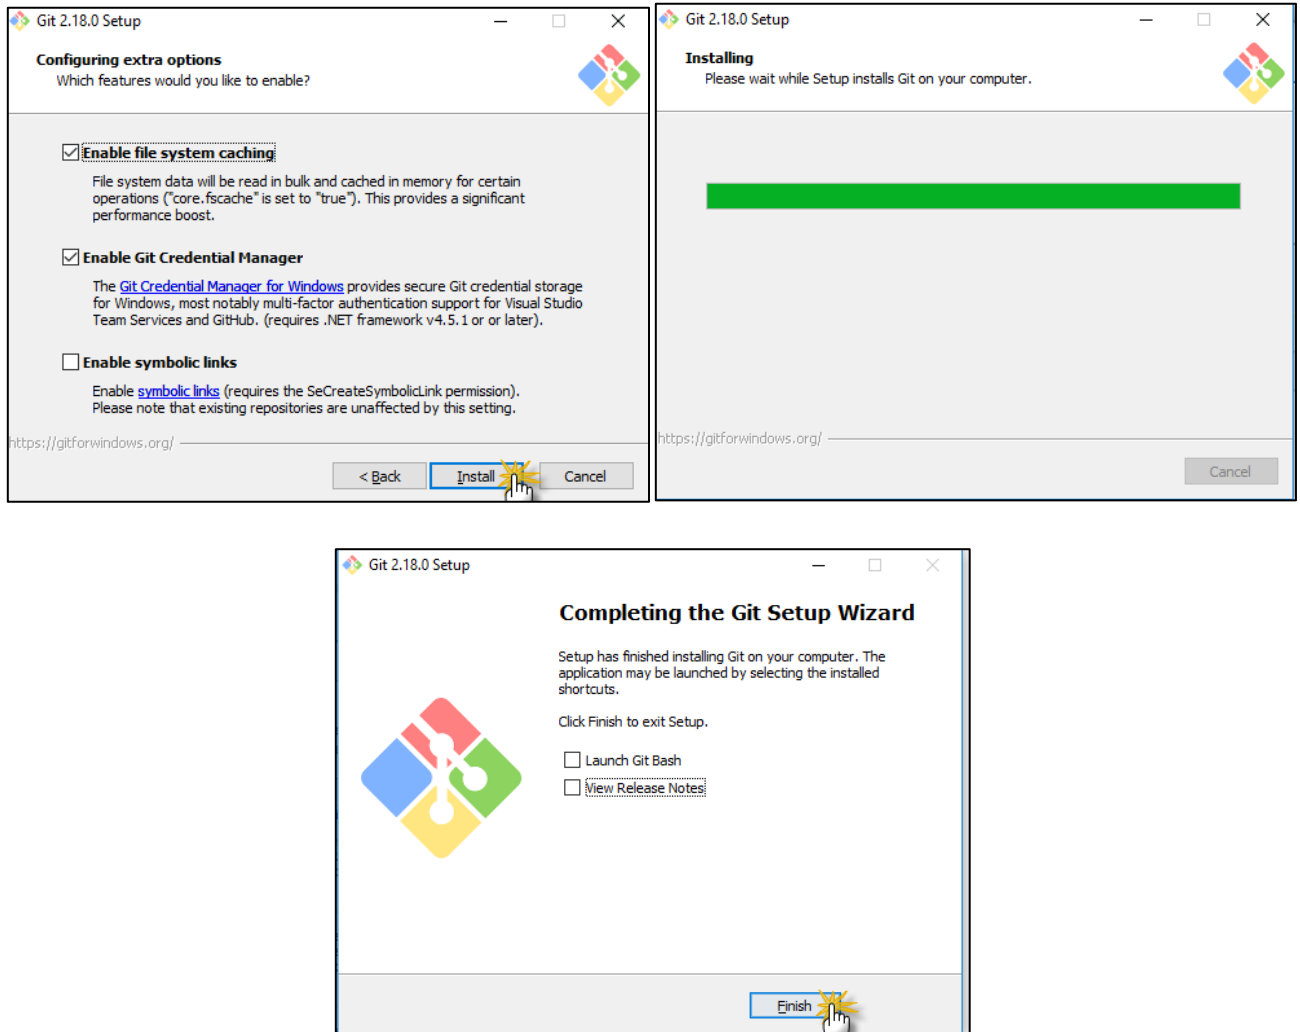 Git 2.18.0 Setup
Configuring extra options
Which features would you like to enable?
Enable file system caching
File system data will be read in bulk and cached in memory for certain
operations ("core.fscache" is set to "true"). This provides a significant
performance boost.
Enable Git Credential Manager
The Git Credential Manager for Windows provides secure Git credential storage
for Windows, most notably multi-factor authentication support for Visual Studio
Team Services and GitHub. (requires .NET framework v4.5.1 or or later).
Enable symbolic links
Enable symbolic links (requires the SeCreateSymbolicLink permission).
Please note that existing repositories are unaffected by this setting.
https://gitforwindows.org/
< Back
Install
Cancel
Git 2.18.0 Setup
Installing
Please wait while Setup installs Git on your computer.
https://gitforwindows.org/
Cancel
Git 2.18.0 Setup
Completing the Git Setup Wizard
Setup has finished installing Git on your computer. The
application may be launched by selecting the installed
shortcuts.
Click Finish to exit Setup.
Launch Git Bash
View Release Notes
Finish